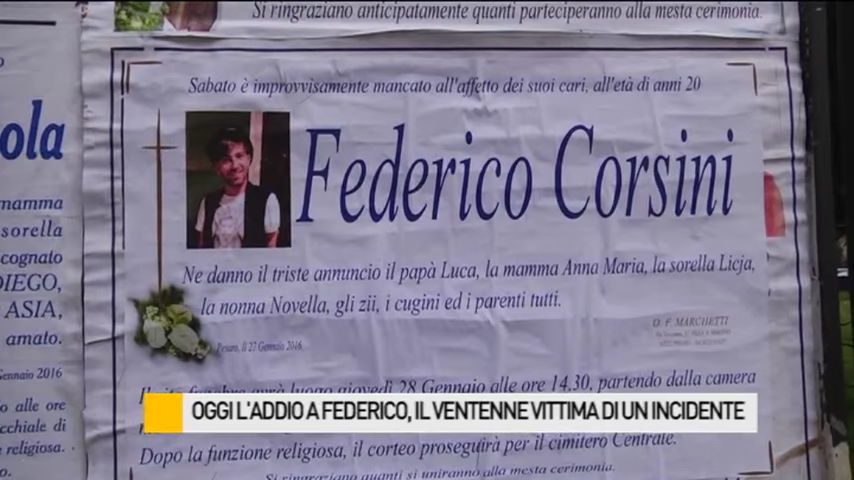 Si ringraziano anticipatamente quanti parteciperanno alla mesta cerimonia.
Sabato è improvvisamente mancato all'affetto dei suoi cari, all'età di anni 20
Federico Corsini
Ne danno il triste annuncio il papà Luca, la mamma Anna Maria, la sorella Licja,
la nonna Novella, gli zii, i cugini ed i parenti tutti.
O. F. MARCHETTI
Pesaro, li 27 Gennaio 2016
avrà luogo giovedì 28 Gennaio alle ore 14.30, partendo dalla camera
OGGI L'ADDIO A FEDERICO, IL VENTENNE VITTIMA DI UN INCIDENTE
Dopo la funzione religiosa, il corteo proseguirà per il cimitero Centrale.
Si ringraziano quanti si uniranno alla mesta cerimonia.
ola
mamma
sorella
cognato
DIEGO,
ASIA,
amato.
Gennaio 2016
alle ore
religiosa.